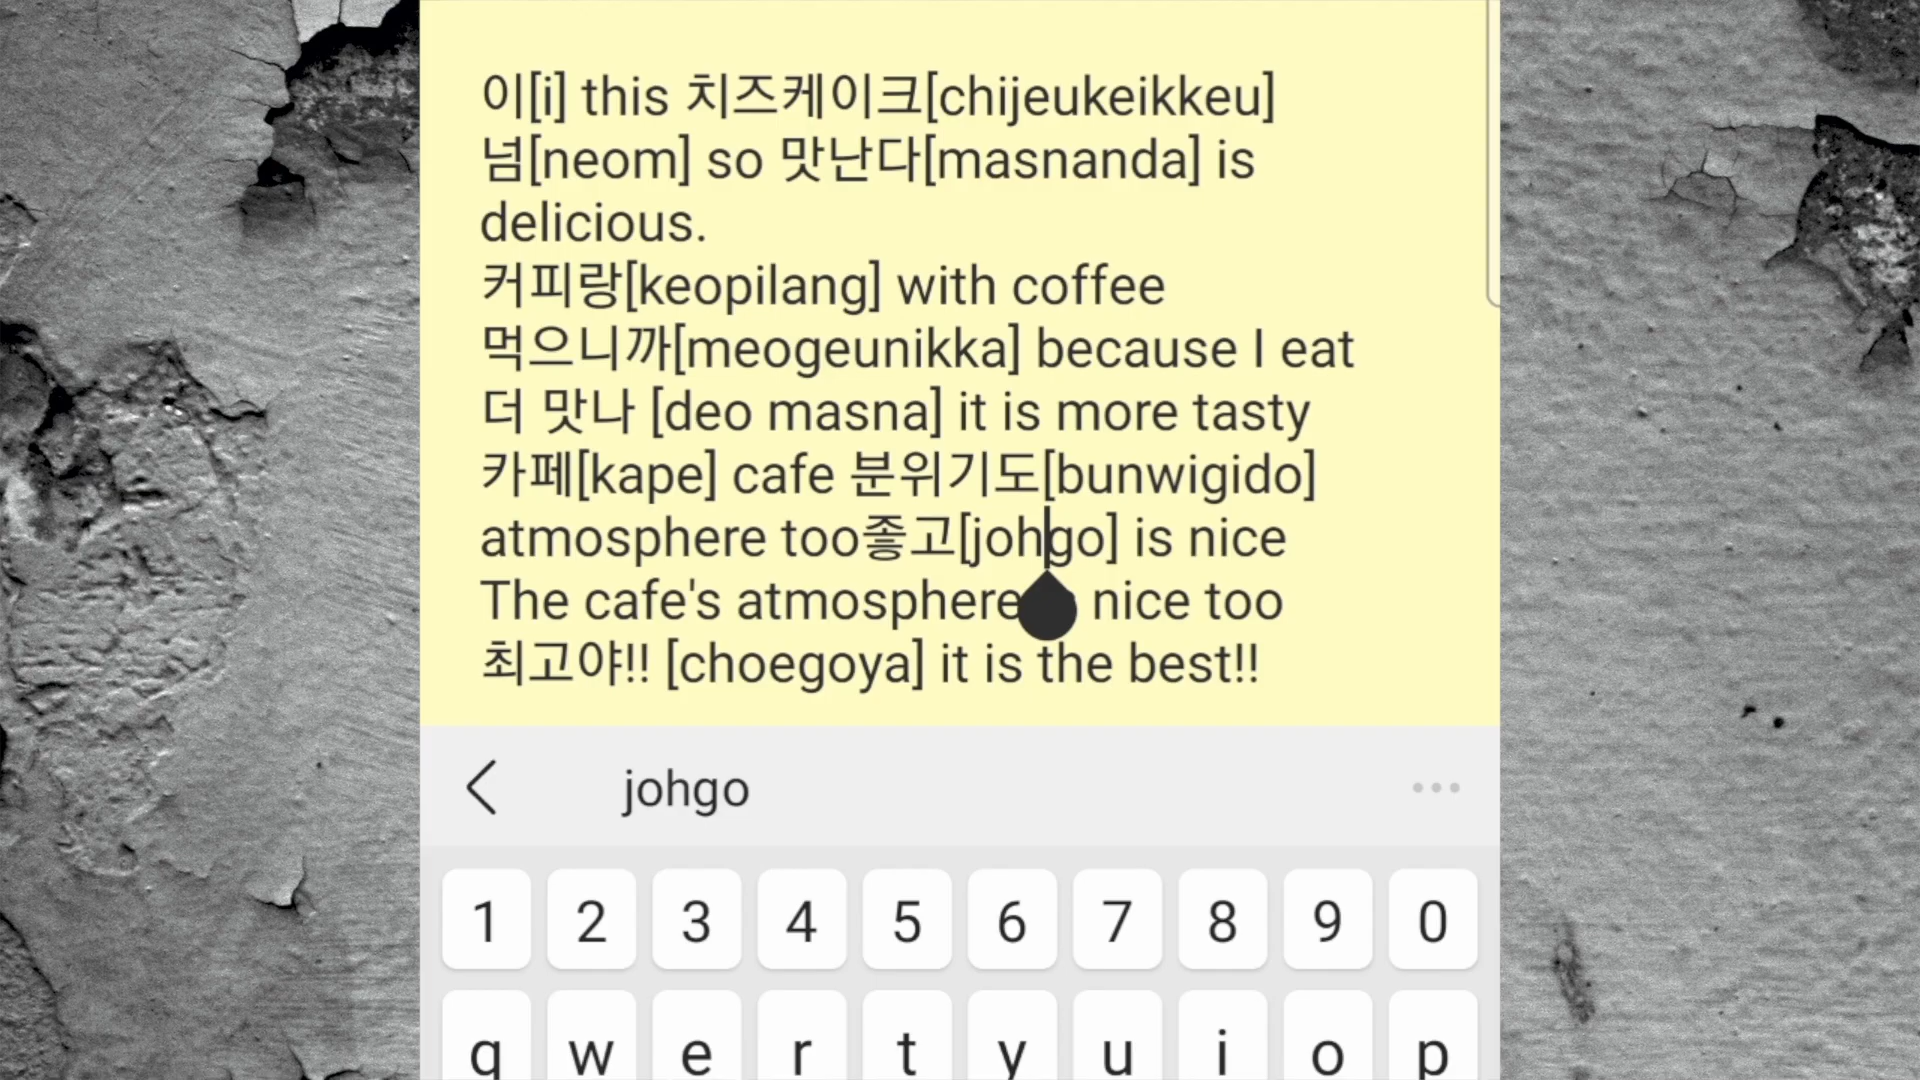 이[i] this 치즈케이크[chijeukeikkeu]
넘[neom] so 맛난다[masnanda] is
delicious.
커피랑[keopilang] with coffee
먹으니까[meogeunikka] because I eat
더 맛나 [deo masna] it is more tasty
카페[kape] cafe 분위기도[bunwigido]
atmosphere too좋고[johgo] is nice
The cafe's atmosphere nice too
최고야!! [choegoya] it is the best!!
johgo
1 2 3 4 5 6 7 8 9 0
q w e r t y u i o p